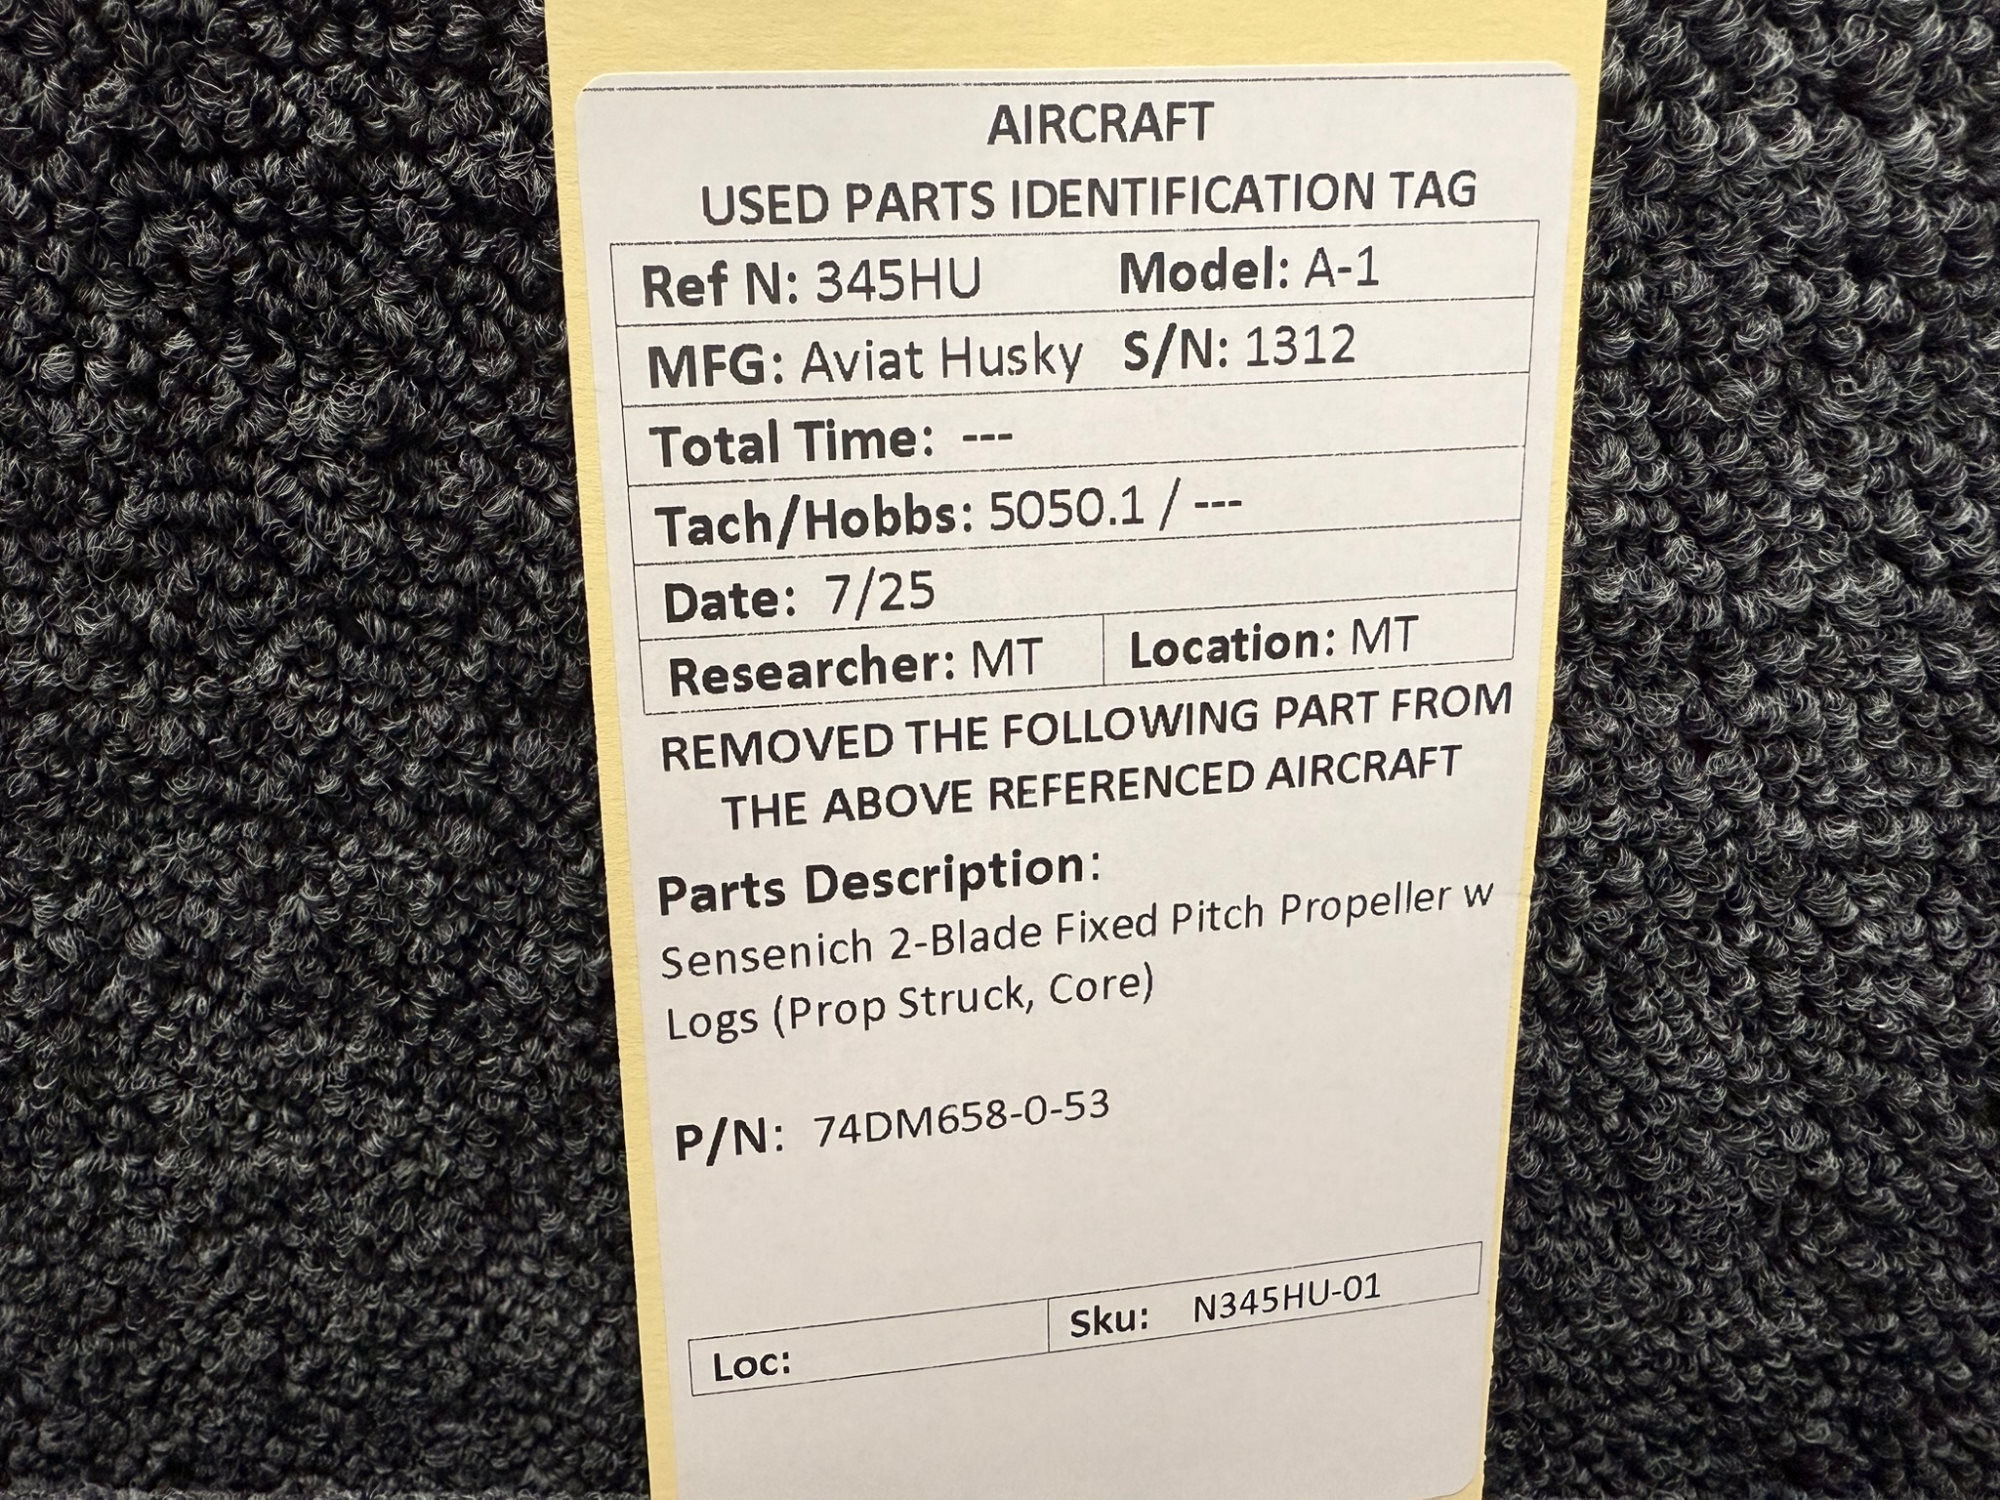 AIRCRAFT
USED PARTS IDENTIFICATION TAG
Ref N: 345HU Model: A-1
MFG: Aviat Husky S/N: 1312
Total Time: ---
Tach/Hobbs: 5050.1 / ---
Date: 7/25
Researcher: MT Location: MT
REMOVED THE FOLLOWING PART FROM
THE ABOVE REFERENCED AIRCRAFT
Parts Description:
Sensenich 2-Blade Fixed Pitch Propeller w
Logs (Prop Struck, Core)
P/N: 74DM658-0-53
Loc: Sku: N345HU-01